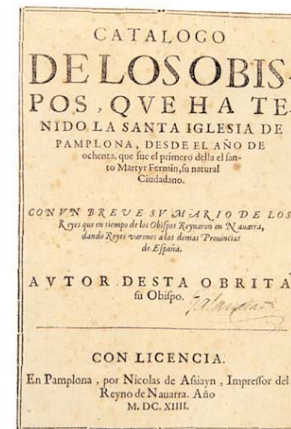 CATALOGO
DE LOS OBIS-
POS, QVE HA TE-
NIDO LA SANTA IGLESIA DE
PAMPLONA, DESDE EL AÑO DE
ochenta, que fue el primero della el san-
to Martyr Fermin, su natural
Ciudadano.
CON VN BREVE SVMARIO DE LOS
Reyes que en tiempo de los Obispos Reynaron en Nauarra,
dando Reyes varones a las demas Prouincias
de España.
AVTOR DESTA OBRITA
su Obispo.
CON LICENCIA.
En Pamplona, por Nicolas de Assiayn, Impressor del
Reyno de Nauarra. Año
M. DC. XIIII.